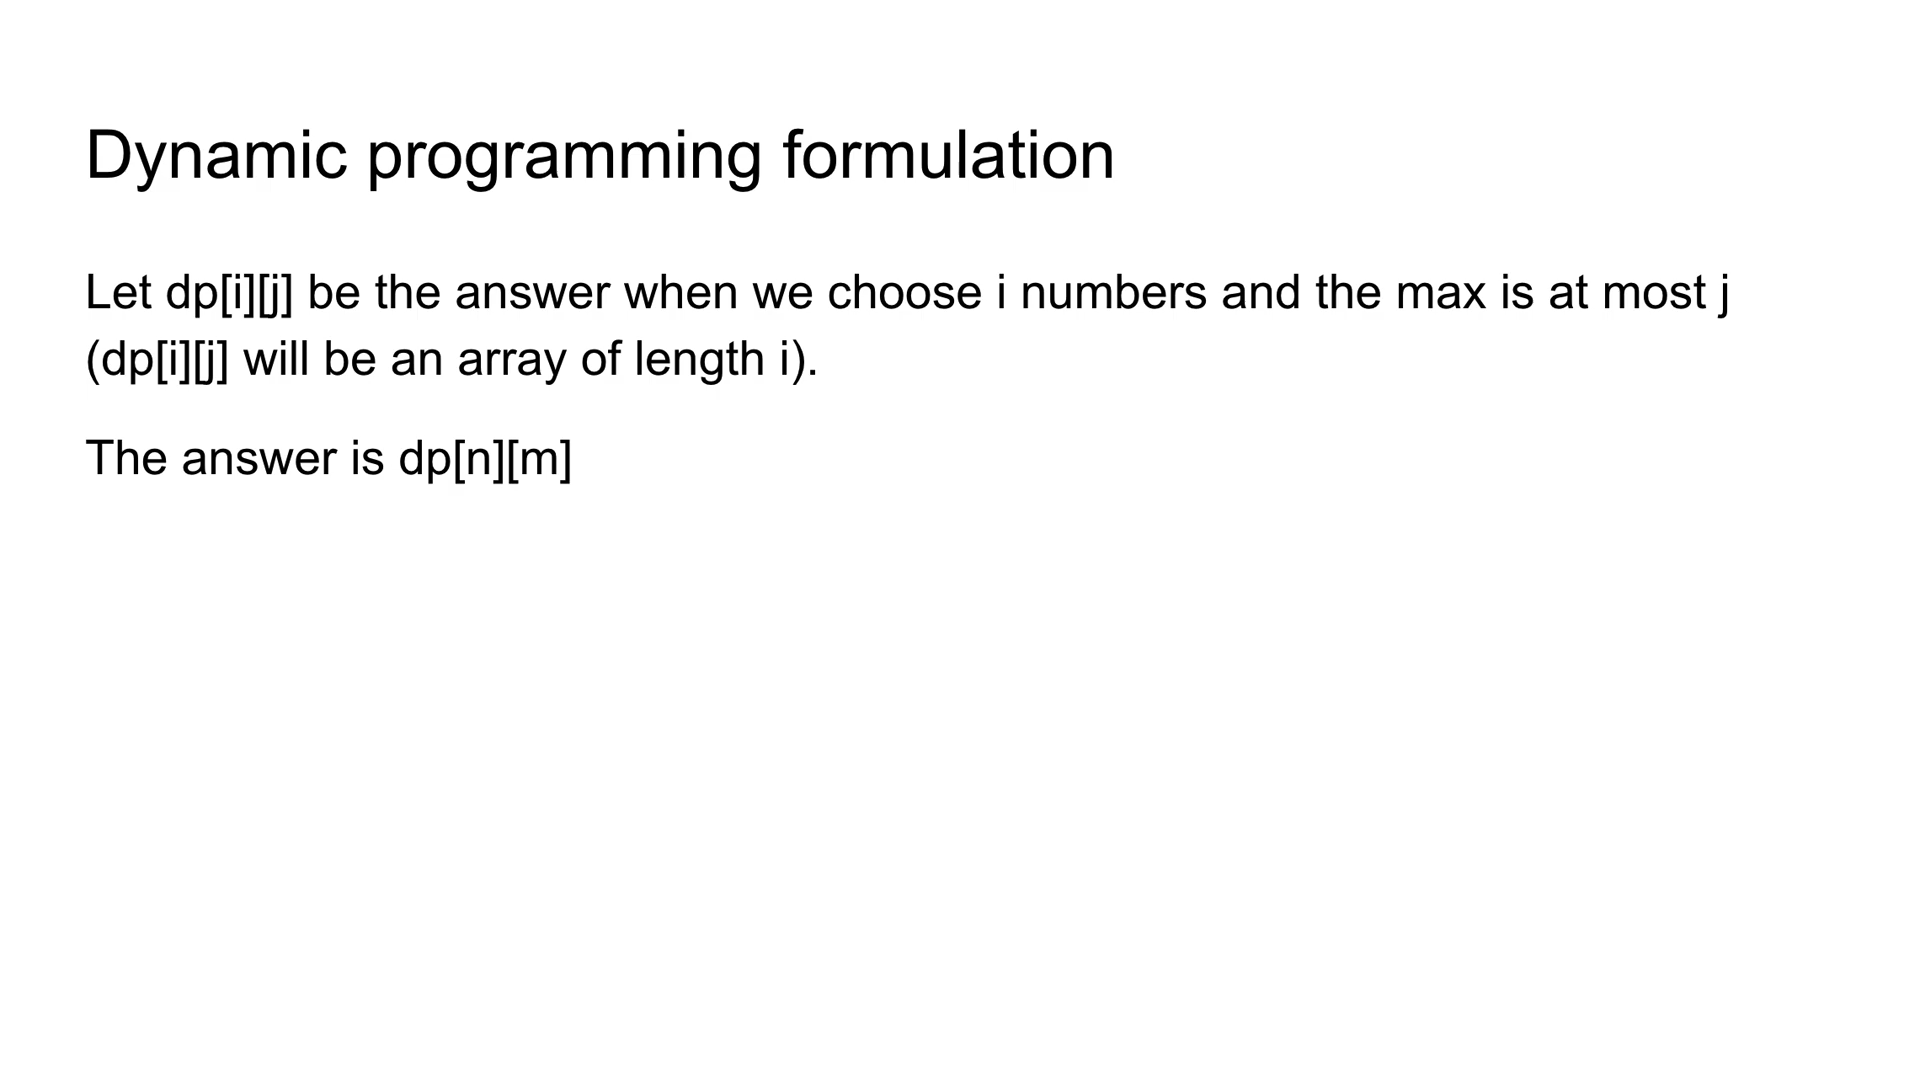 Dynamic programming formulation
Let dp[i][j] be the answer when we choose i numbers and the max is at most j
(dp[i][j] will be an array of length i).
The answer is dp[n][m]